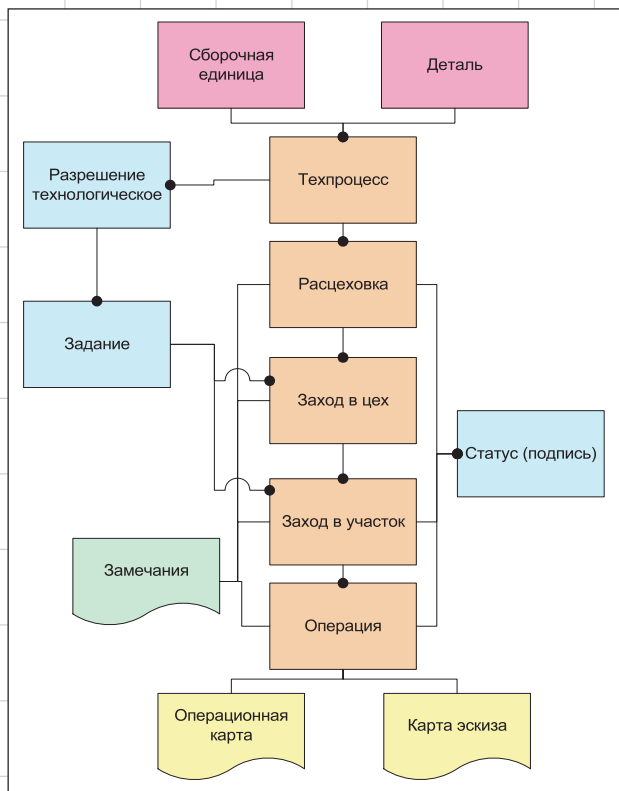 Сборочная
единица
Деталь
Разрешение
технологическое
Техпроцесс
Расцеховка
Задание
Заход в цех
Статус (подпись)
Заход в участок
Замечания
Операция
Операционная
карта
Карта эскиза